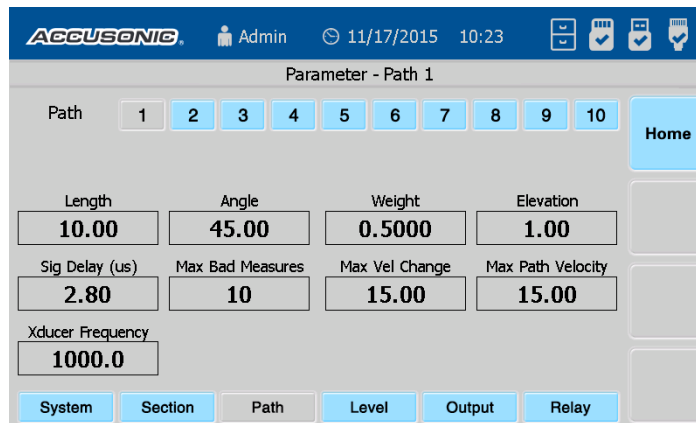 ACCUSONIC. Admin 11/17/2015 10:23
Parameter - Path 1
Path 1 2 3 4 5 6 7 8 9 10
Home
Length Angle Weight Elevation
10.00 45.00 0.5000 1.00
Sig Delay (us) Max Bad Measures Max Vel Change Max Path Velocity
2.80 10 15.00 15.00
Xducer Frequency
1000.0
System Section Path Level Output Relay